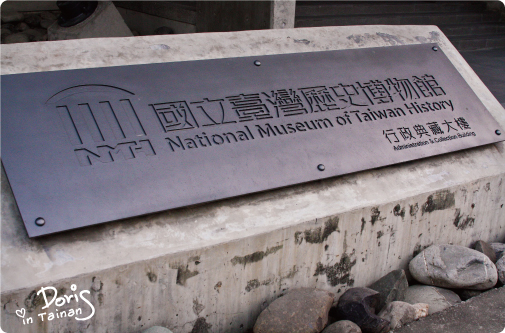 NMTH
國立臺灣歷史博物館
National Museum of Taiwan History
行政典藏大樓
Administration & Collection Building
Doris
in Tainan